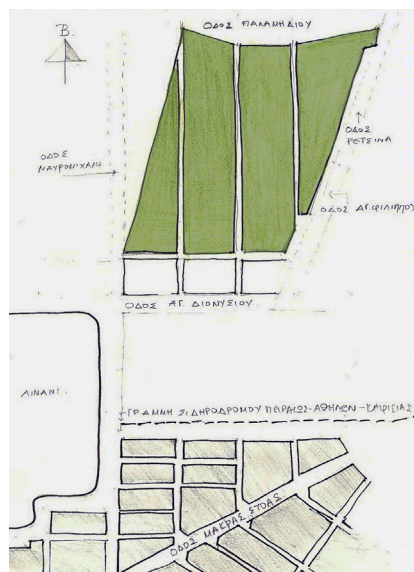 ΟΔΟΣ ΠΑΛΑΜΗΔΙΟΥ
Β.
ΟΔΟΣ
ΡΕΤΣΙΝΑ
ΟΔΟΣ
ΜΑΥΡΟΜΙΧΑΛΗ
ΟΔΟΣ ΑΓ. ΦΙΛΙΠΠΟΥ
ΟΔΟΣ ΑΓ. ΔΙΟΝΥΣΙΟΥ
ΛΙΜΑΝΙ
ΓΡΑΜΜΗ ΣΙΔΗΡΟΔΡΟΜΟΥ ΠΕΙΡΑΙΩΣ-ΑΘΗΝΩΝ-ΚΗΦΙΣΙΑΣ
ΟΔΟΣ ΜΑΚΡΑΣ ΣΤΟΑΣ